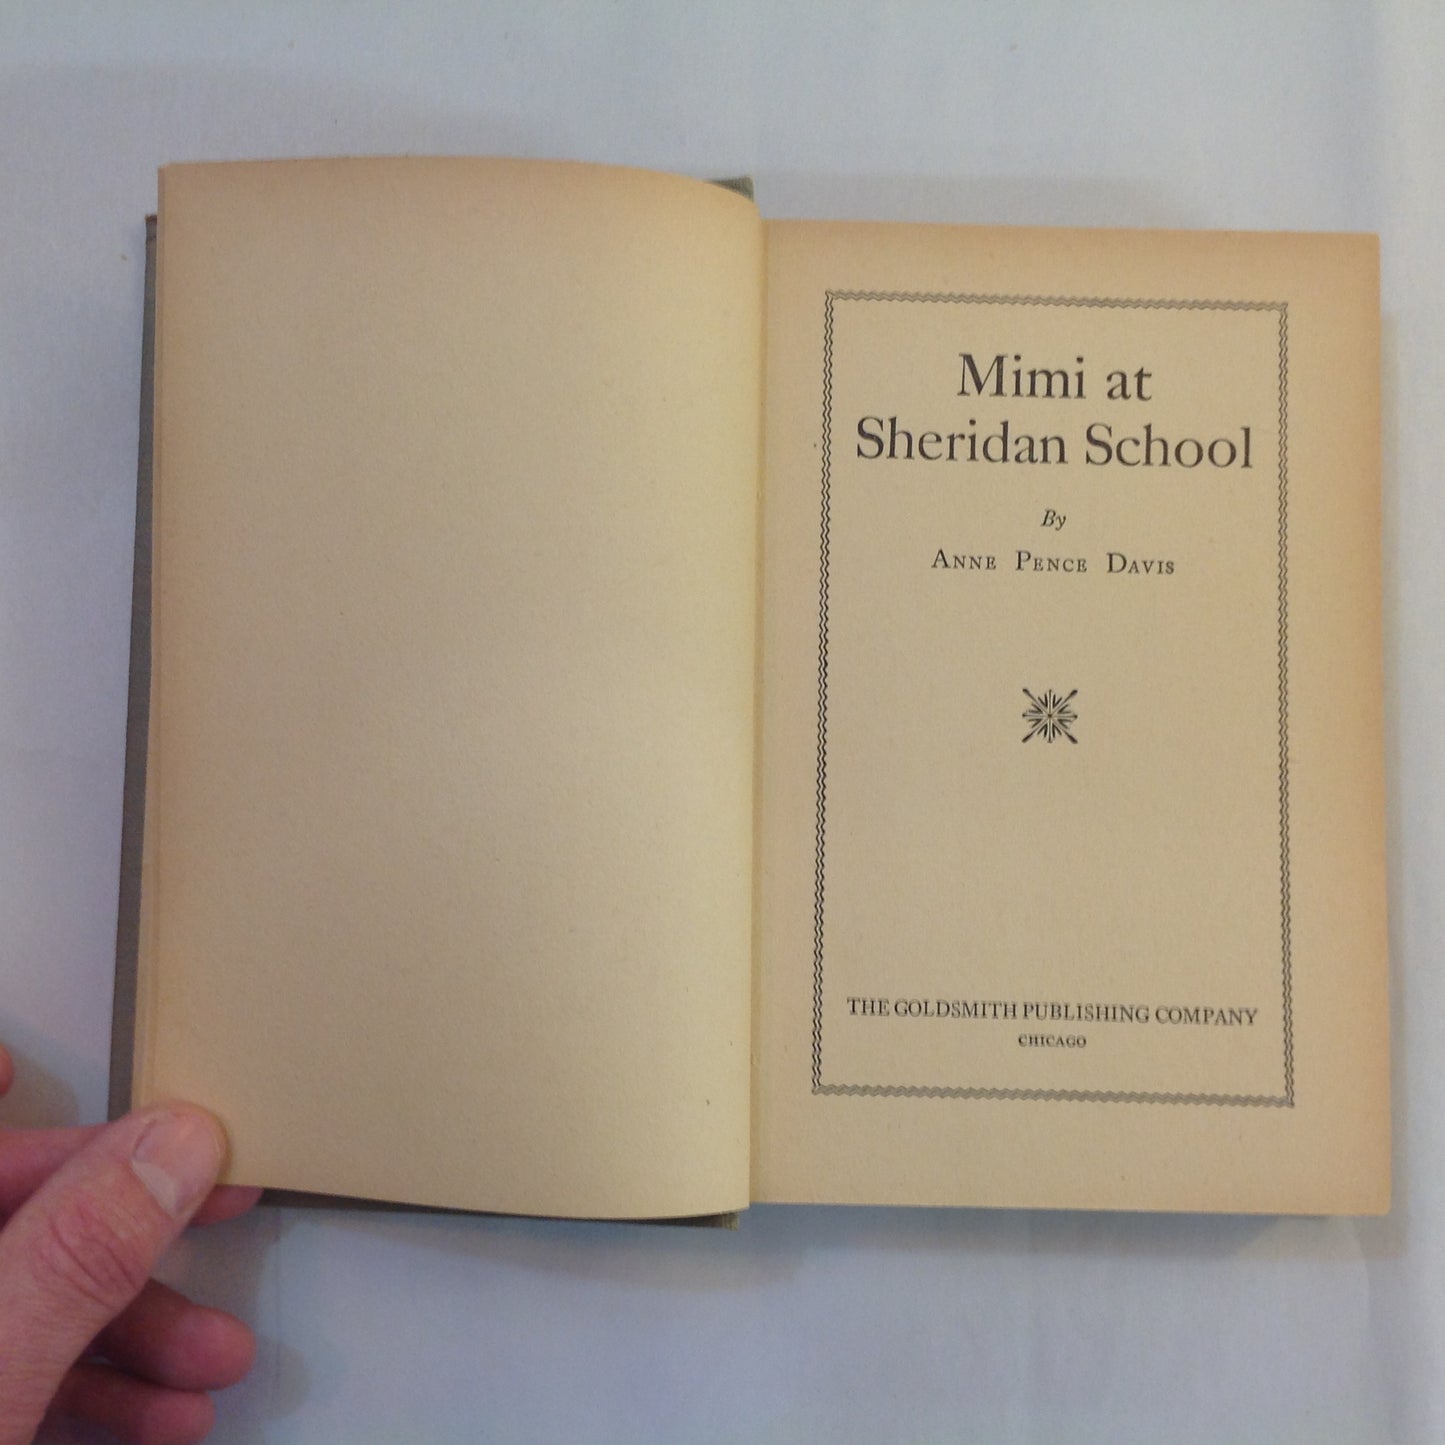 Mimi at
Sheridan School
By
Anne Pence Davis
THE GOLDSMITH PUBLISHING COMPANY
CHICAGO